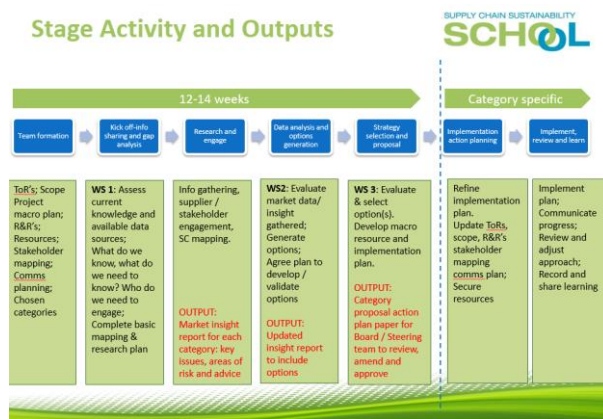 Stage Activity and Outputs
SUPPLY CHAIN SUSTAINABILITY
SCHOOL
12-14 weeks
Category specific
Team formation
Kick off-info
sharing and gap
analysis
Research and
engage
Data analysis and
options
generation
Strategy
selection and
proposal
Implementation
action planning
Implement,
review and learn
ToR's; Scope
Project
macro plan;
R&R's;
Resources;
Stakeholder
mapping;
Comms
planning;
Chosen
categories
WS 1: Assess
current
knowledge and
available data
sources;
What do we
know, what do
we need to
know? Who do
we need to
engage;
Complete basic
mapping &
research plan
Info gathering,
supplier /
stakeholder
engagement,
SC mapping.
OUTPUT:
Market insight
report for each
category: key
issues, areas of
risk and advice
WS2: Evaluate
market data/
insight
gathered;
Generate
options;
Agree plan to
develop /
validate
options
OUTPUT:
Updated
insight report
to include
options
WS 3: Evaluate
& select
option(s).
Develop macro
resource and
implementation
plan.
OUTPUT:
Category
proposal action
plan paper for
Board / Steering
team to review,
amend and
approve
Refine
implementation
plan.
Update ToRs,
scope, R&R's
stakeholder
mapping
comms plan;
Secure
resources
Implement
plan;
Communicate
progress;
Review and
adjust
approach;
Record and
share learning